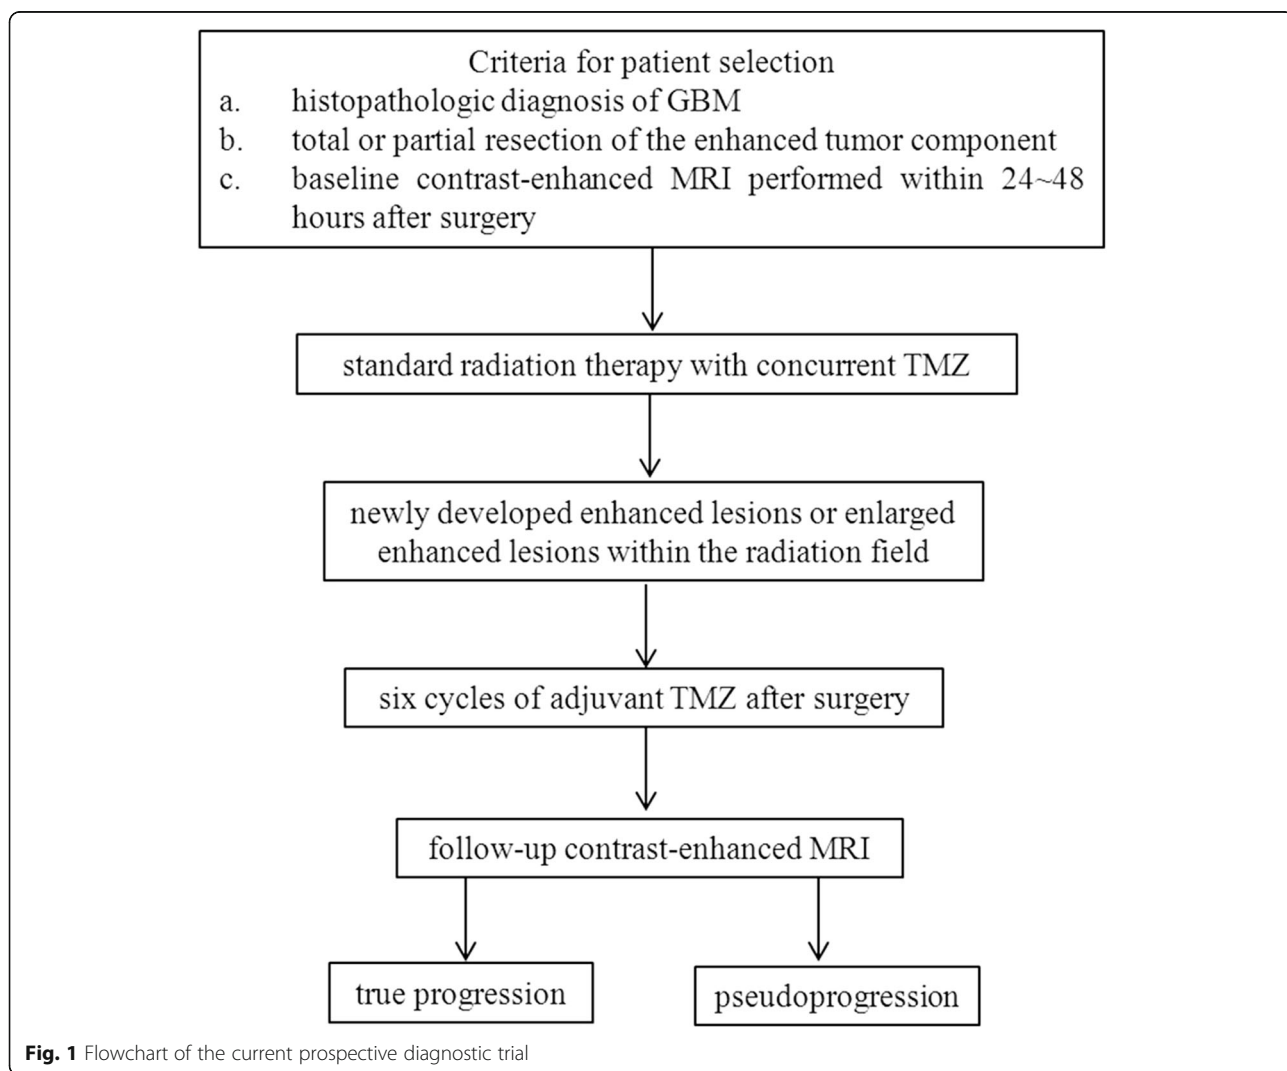 Criteria for patient selection
a. histopathologic diagnosis of GBM
b. total or partial resection of the enhanced tumor component
c. baseline contrast-enhanced MRI performed within 24~48
hours after surgery
standard radiation therapy with concurrent TMZ
newly developed enhanced lesions or enlarged
enhanced lesions within the radiation field
six cycles of adjuvant TMZ after surgery
follow-up contrast-enhanced MRI
true progression
pseudoprogression
Fig. 1 Flowchart of the current prospective diagnostic trial